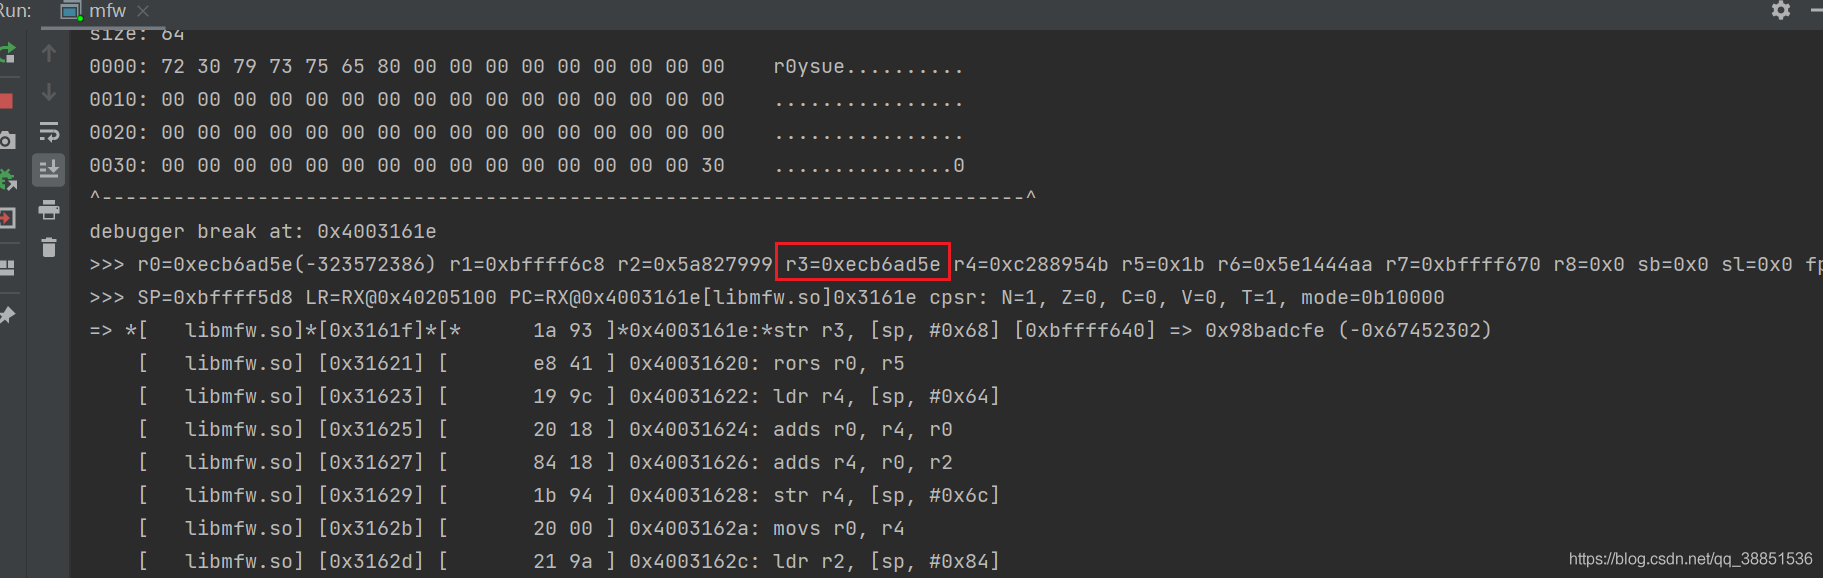 Run: mfw
size: 64
0000: 72 30 79 73 75 65 80 00 00 00 00 00 00 00 00 00 r0ysue..........
0010: 00 00 00 00 00 00 00 00 00 00 00 00 00 00 00 00 ................
0020: 00 00 00 00 00 00 00 00 00 00 00 00 00 00 00 00 ................
0030: 00 00 00 00 00 00 00 00 00 00 00 00 00 00 00 30 ...............0
^-----------------------------------------------------------------------------^
debugger break at: 0x4003161e
>>> r0=0xecb6ad5e(-323572386) r1=0xbffff6c8 r2=0x5a827999 r3=0xecb6ad5e r4=0xc288954b r5=0x1b r6=0x5e1444aa r7=0xbffff670 r8=0x0 sb=0x0 sl=0x0 fp
>>> SP=0xbffff5d8 LR=RX@0x40205100 PC=RX@0x4003161e[libmfw.so]0x3161e cpsr: N=1, Z=0, C=0, V=0, T=1, mode=0b10000
=> *[ libmfw.so]*[0x3161f]*[* 1a 93 ]*0x4003161e:*str r3, [sp, #0x68] [0xbffff640] => 0x98badcfe (-0x67452302)
[ libmfw.so] [0x31621] [ e8 41 ] 0x40031620: rors r0, r5
[ libmfw.so] [0x31623] [ 19 9c ] 0x40031622: ldr r4, [sp, #0x64]
[ libmfw.so] [0x31625] [ 20 18 ] 0x40031624: adds r0, r4, r0
[ libmfw.so] [0x31627] [ 84 18 ] 0x40031626: adds r4, r0, r2
[ libmfw.so] [0x31629] [ 1b 94 ] 0x40031628: str r4, [sp, #0x6c]
[ libmfw.so] [0x3162b] [ 20 00 ] 0x4003162a: movs r0, r4
[ libmfw.so] [0x3162d] [ 21 9a ] 0x4003162c: ldr r2, [sp, #0x84]
https://blog.csdn.net/qq_38851536